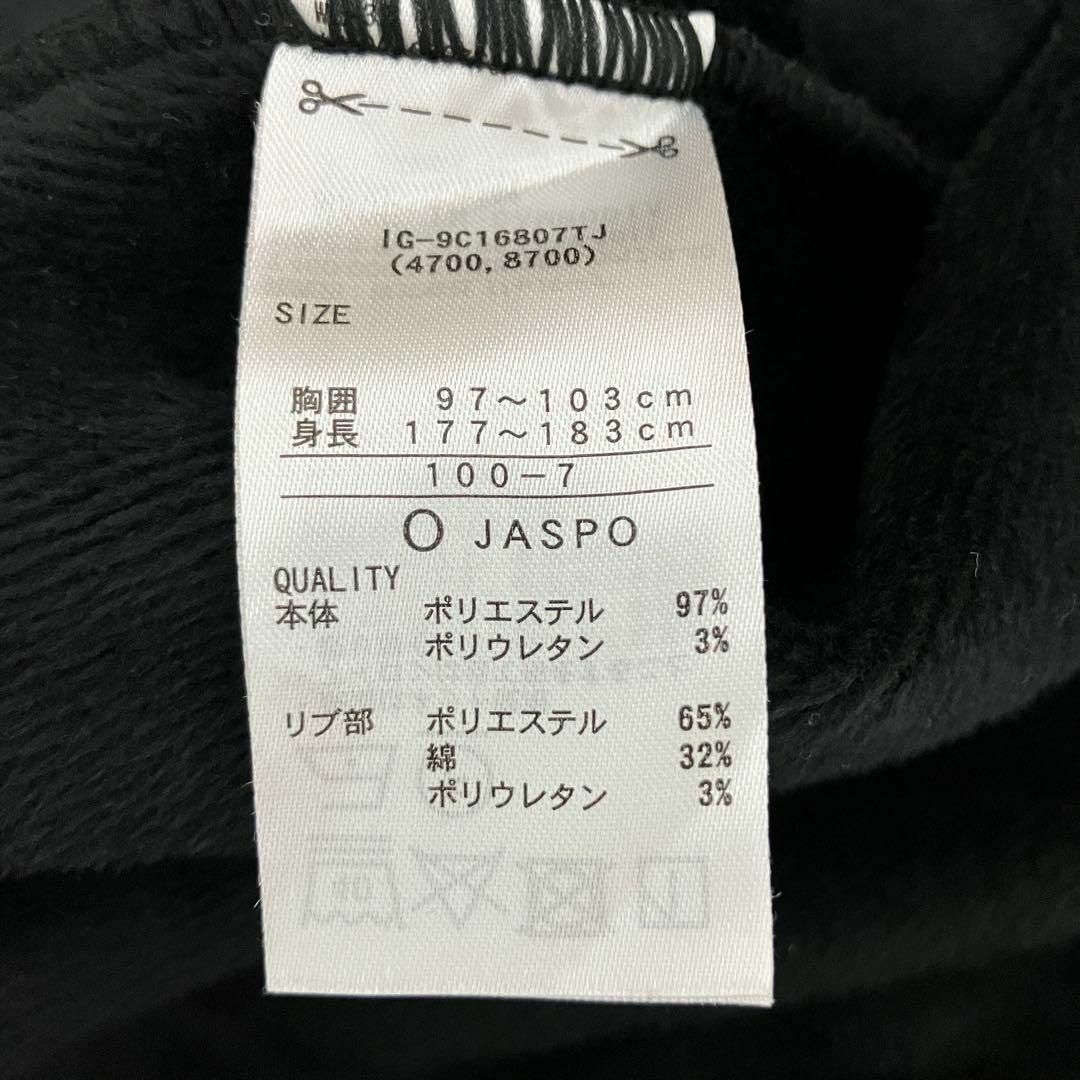 IG-9C16807TJ
(4700, 8700)
SIZE
胸囲 97～103cm
身長 177～183cm
100-7
O JASPO
QUALITY
本体 ポリエステル 97%
ポリウレタン 3%
リブ部 ポリエステル 65%
綿 32%
ポリウレタン 3%